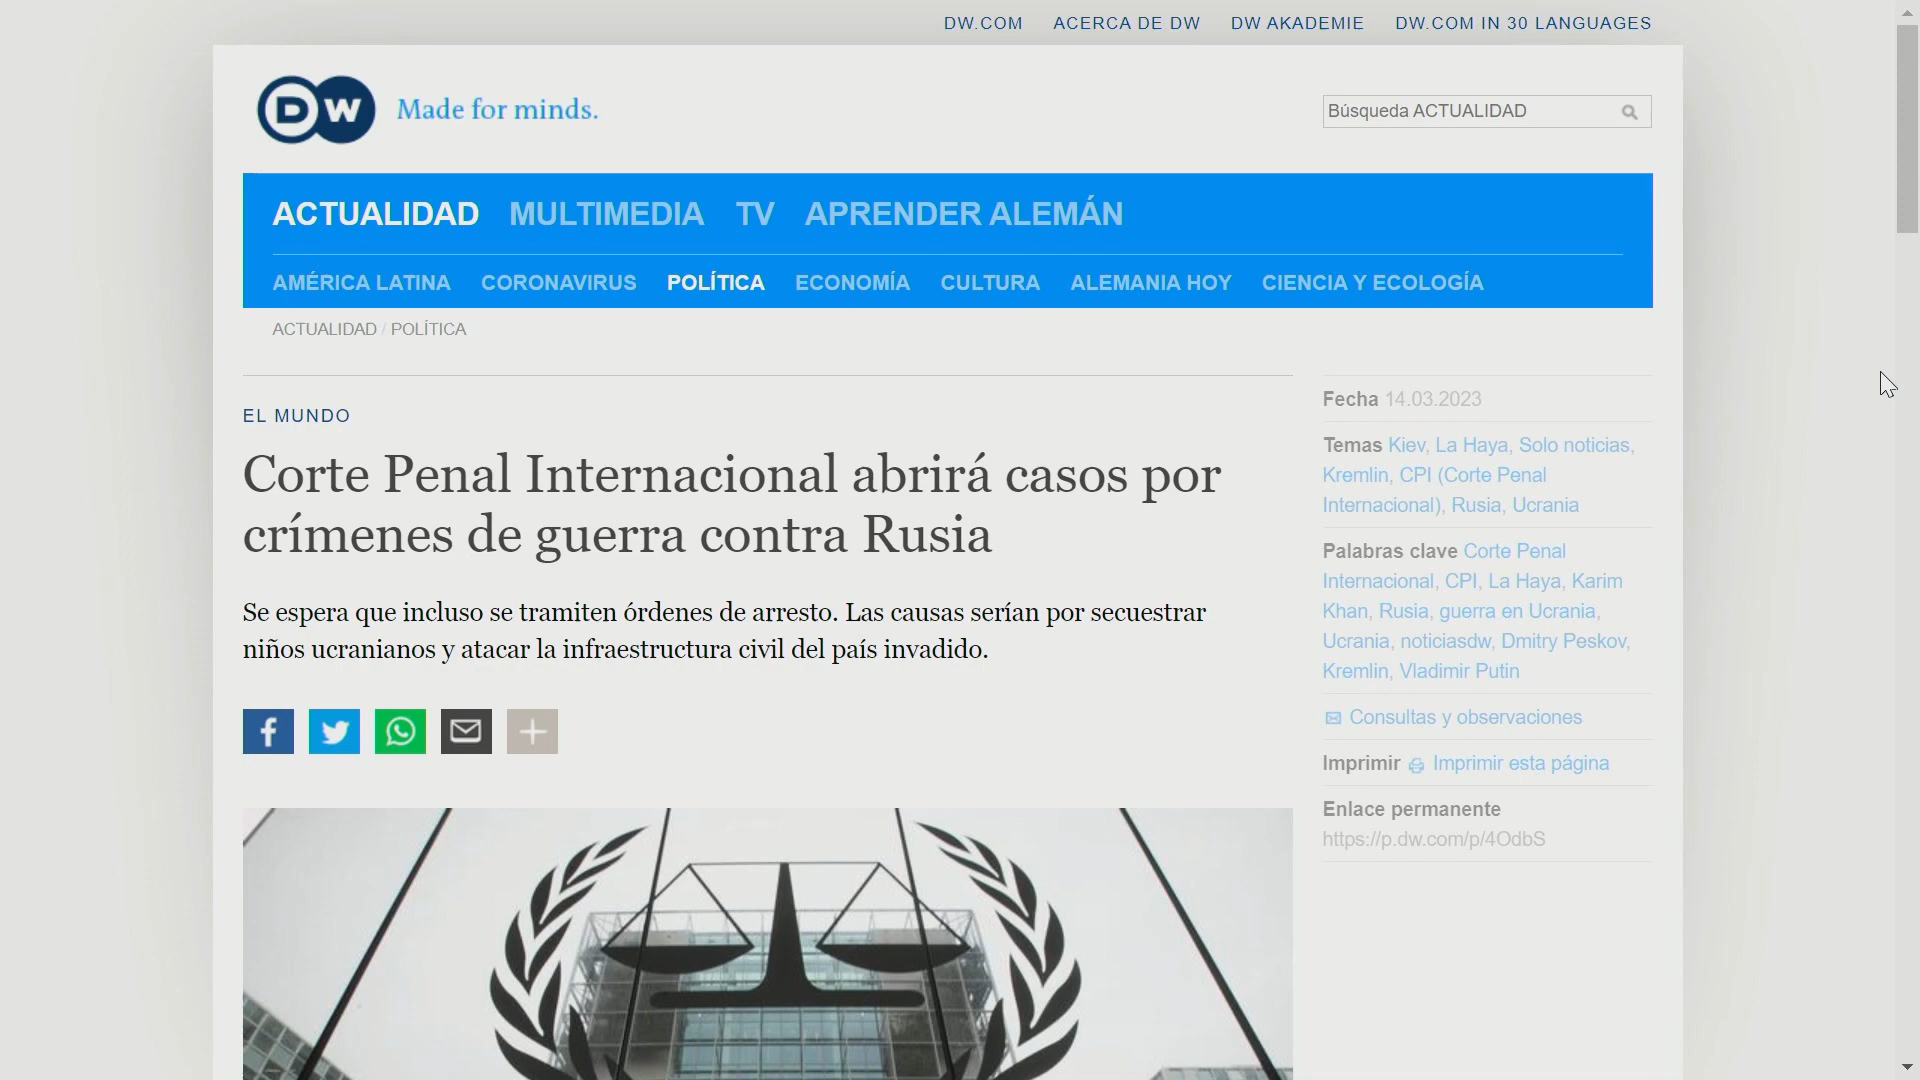 DW.COM ACERCA DE DW DW AKADEMIE DW.COM IN 30 LANGUAGES
DW Made for minds.
Búsqueda ACTUALIDAD
ACTUALIDAD MULTIMEDIA TV APRENDER ALEMÁN
AMÉRICA LATINA CORONAVIRUS POLÍTICA ECONOMÍA CULTURA ALEMANIA HOY CIENCIA Y ECOLOGÍA
ACTUALIDAD / POLÍTICA
EL MUNDO
Corte Penal Internacional abrirá casos por
crímenes de guerra contra Rusia
Se espera que incluso se tramiten órdenes de arresto. Las causas serían por secuestrar
niños ucranianos y atacar la infraestructura civil del país invadido.
Fecha 14.03.2023
Temas Kiev, La Haya, Solo noticias,
Kremlin, CPI (Corte Penal
Internacional), Rusia, Ucrania
Palabras clave Corte Penal
Internacional, CPI, La Haya, Karim
Khan, Rusia, guerra en Ucrania,
Ucrania, noticiasdw, Dmitry Peskov,
Kremlin, Vladimir Putin
Consultas y observaciones
Imprimir Imprimir esta página
Enlace permanente
https://p.dw.com/p/4OdbS